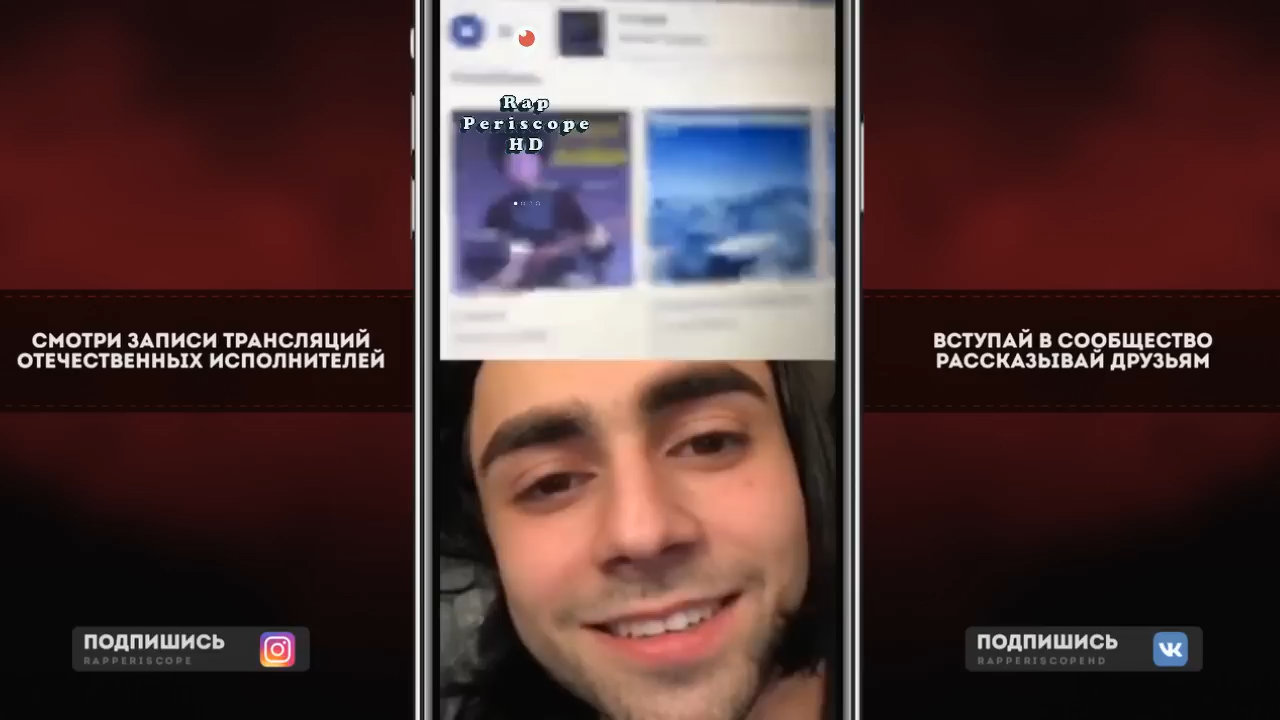 Rap
Periscope
HD
СМОТРИ ЗАПИСИ ТРАНСЛЯЦИЙ
ОТЕЧЕСТВЕННЫХ ИСПОЛНИТЕЛЕЙ
ВСТУПАЙ В СООБЩЕСТВО
РАССКАЗЫВАЙ ДРУЗЬЯМ
ПОДПИШИСЬ
RAPPERISCOPE
ПОДПИШИСЬ
RAPPERISCOPEHD